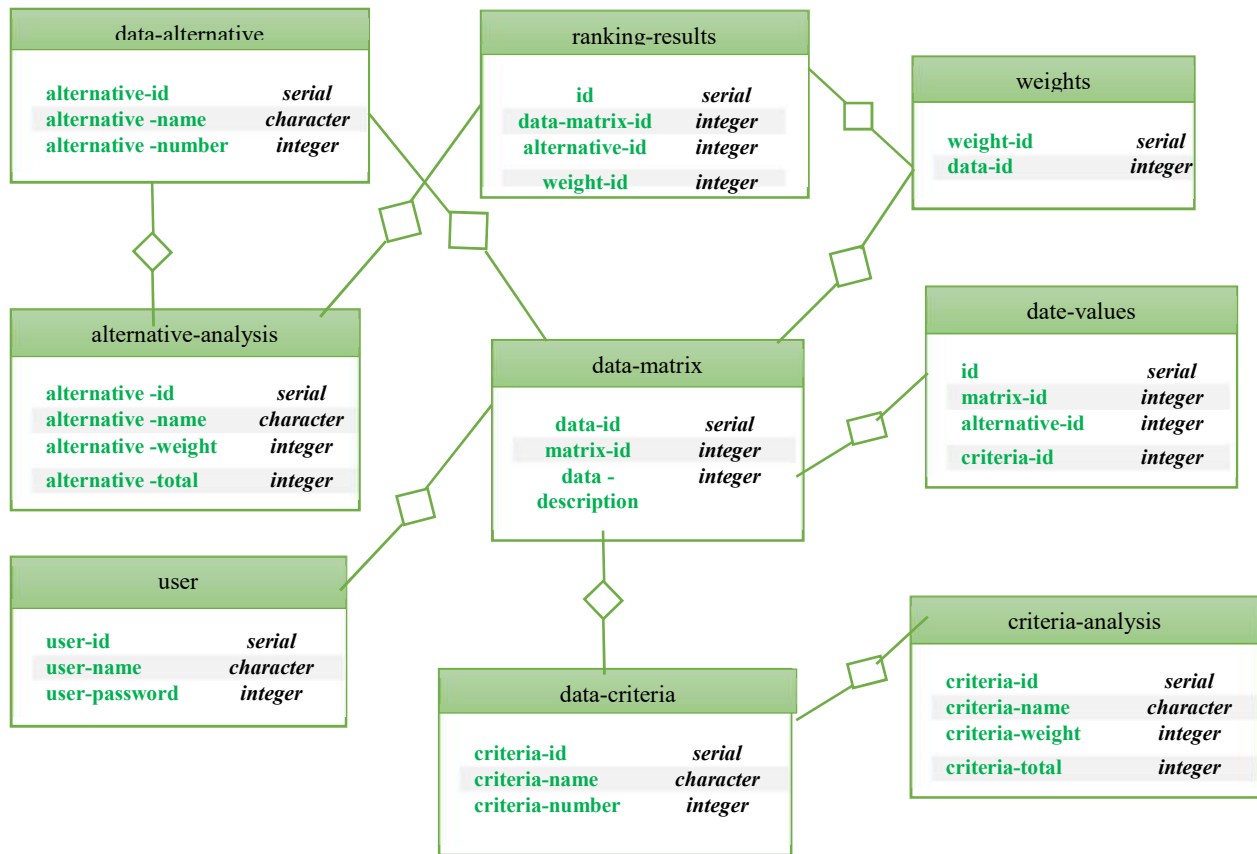 data-alternative
alternative-id serial
alternative -name character
alternative -number integer
ranking-results
id serial
data-matrix-id integer
alternative-id integer
weight-id integer
weights
weight-id serial
data-id integer
alternative-analysis
alternative -id serial
alternative -name character
alternative -weight integer
alternative -total integer
data-matrix
data-id serial
matrix-id integer
data - integer
description
date-values
id serial
matrix-id integer
alternative-id integer
criteria-id integer
user
user-id serial
user-name character
user-password integer
data-criteria
criteria-id serial
criteria-name character
criteria-number integer
criteria-analysis
criteria-id serial
criteria-name character
criteria-weight integer
criteria-total integer